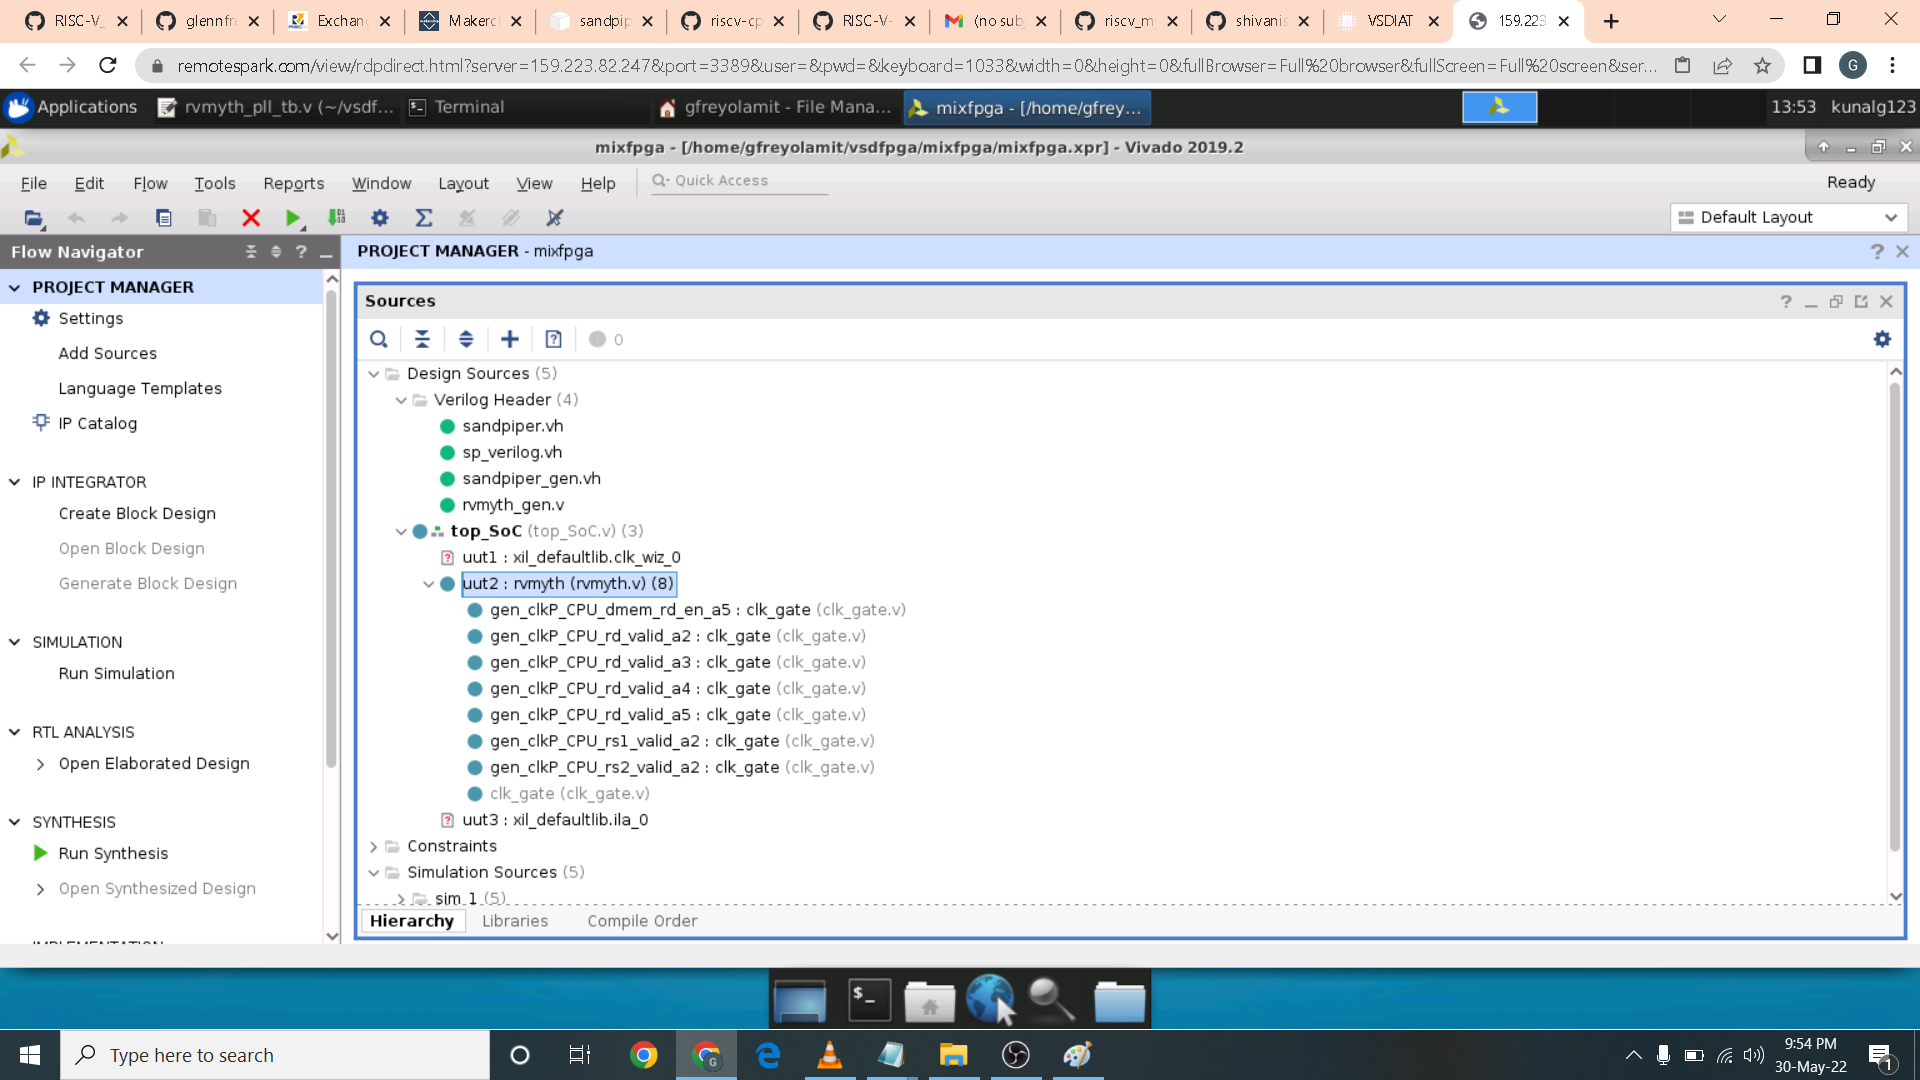 RISC-V_
glennfre
Exchan
Makerch
sandpip
riscv-cp
RISC-V-
(no subj
riscv_my
shivanis
VSDIAT
159.223
remotespark.com/view/rdpdirect.html?server=159.223.82.247&port=3389&user=&pwd=&keyboard=1033&width=0&height=0&fullBrowser=Full%20browser&fullScreen=Full%20screen&ser...
G
Applications
rvmyth_pll_tb.v (~/vsdf...
Terminal
gfreyolamit - File Mana...
mixfpga - [/home/gfrey...
13:53
kunalg123
mixfpga - [/home/gfreyolamit/vsdfpga/mixfpga/mixfpga.xpr] - Vivado 2019.2
File Edit Flow Tools Reports Window Layout View Help
Quick Access
Ready
Default Layout
Flow Navigator
PROJECT MANAGER - mixfpga
PROJECT MANAGER
Settings
Add Sources
Language Templates
IP Catalog
IP INTEGRATOR
Create Block Design
Open Block Design
Generate Block Design
SIMULATION
Run Simulation
RTL ANALYSIS
Open Elaborated Design
SYNTHESIS
Run Synthesis
Open Synthesized Design
IMPLEMENTATION
Sources
0
Design Sources (5)
Verilog Header (4)
sandpiper.vh
sp_verilog.vh
sandpiper_gen.vh
rvmyth_gen.v
top_SoC (top_SoC.v) (3)
uut1 : xil_defaultlib.clk_wiz_0
uut2 : rvmyth (rvmyth.v) (8)
gen_clkP_CPU_dmem_rd_en_a5 : clk_gate (clk_gate.v)
gen_clkP_CPU_rd_valid_a2 : clk_gate (clk_gate.v)
gen_clkP_CPU_rd_valid_a3 : clk_gate (clk_gate.v)
gen_clkP_CPU_rd_valid_a4 : clk_gate (clk_gate.v)
gen_clkP_CPU_rd_valid_a5 : clk_gate (clk_gate.v)
gen_clkP_CPU_rs1_valid_a2 : clk_gate (clk_gate.v)
gen_clkP_CPU_rs2_valid_a2 : clk_gate (clk_gate.v)
clk_gate (clk_gate.v)
uut3 : xil_defaultlib.ila_0
Constraints
Simulation Sources (5)
sim_1 (5)
Hierarchy Libraries Compile Order
Type here to search
9:54 PM
30-May-22
1